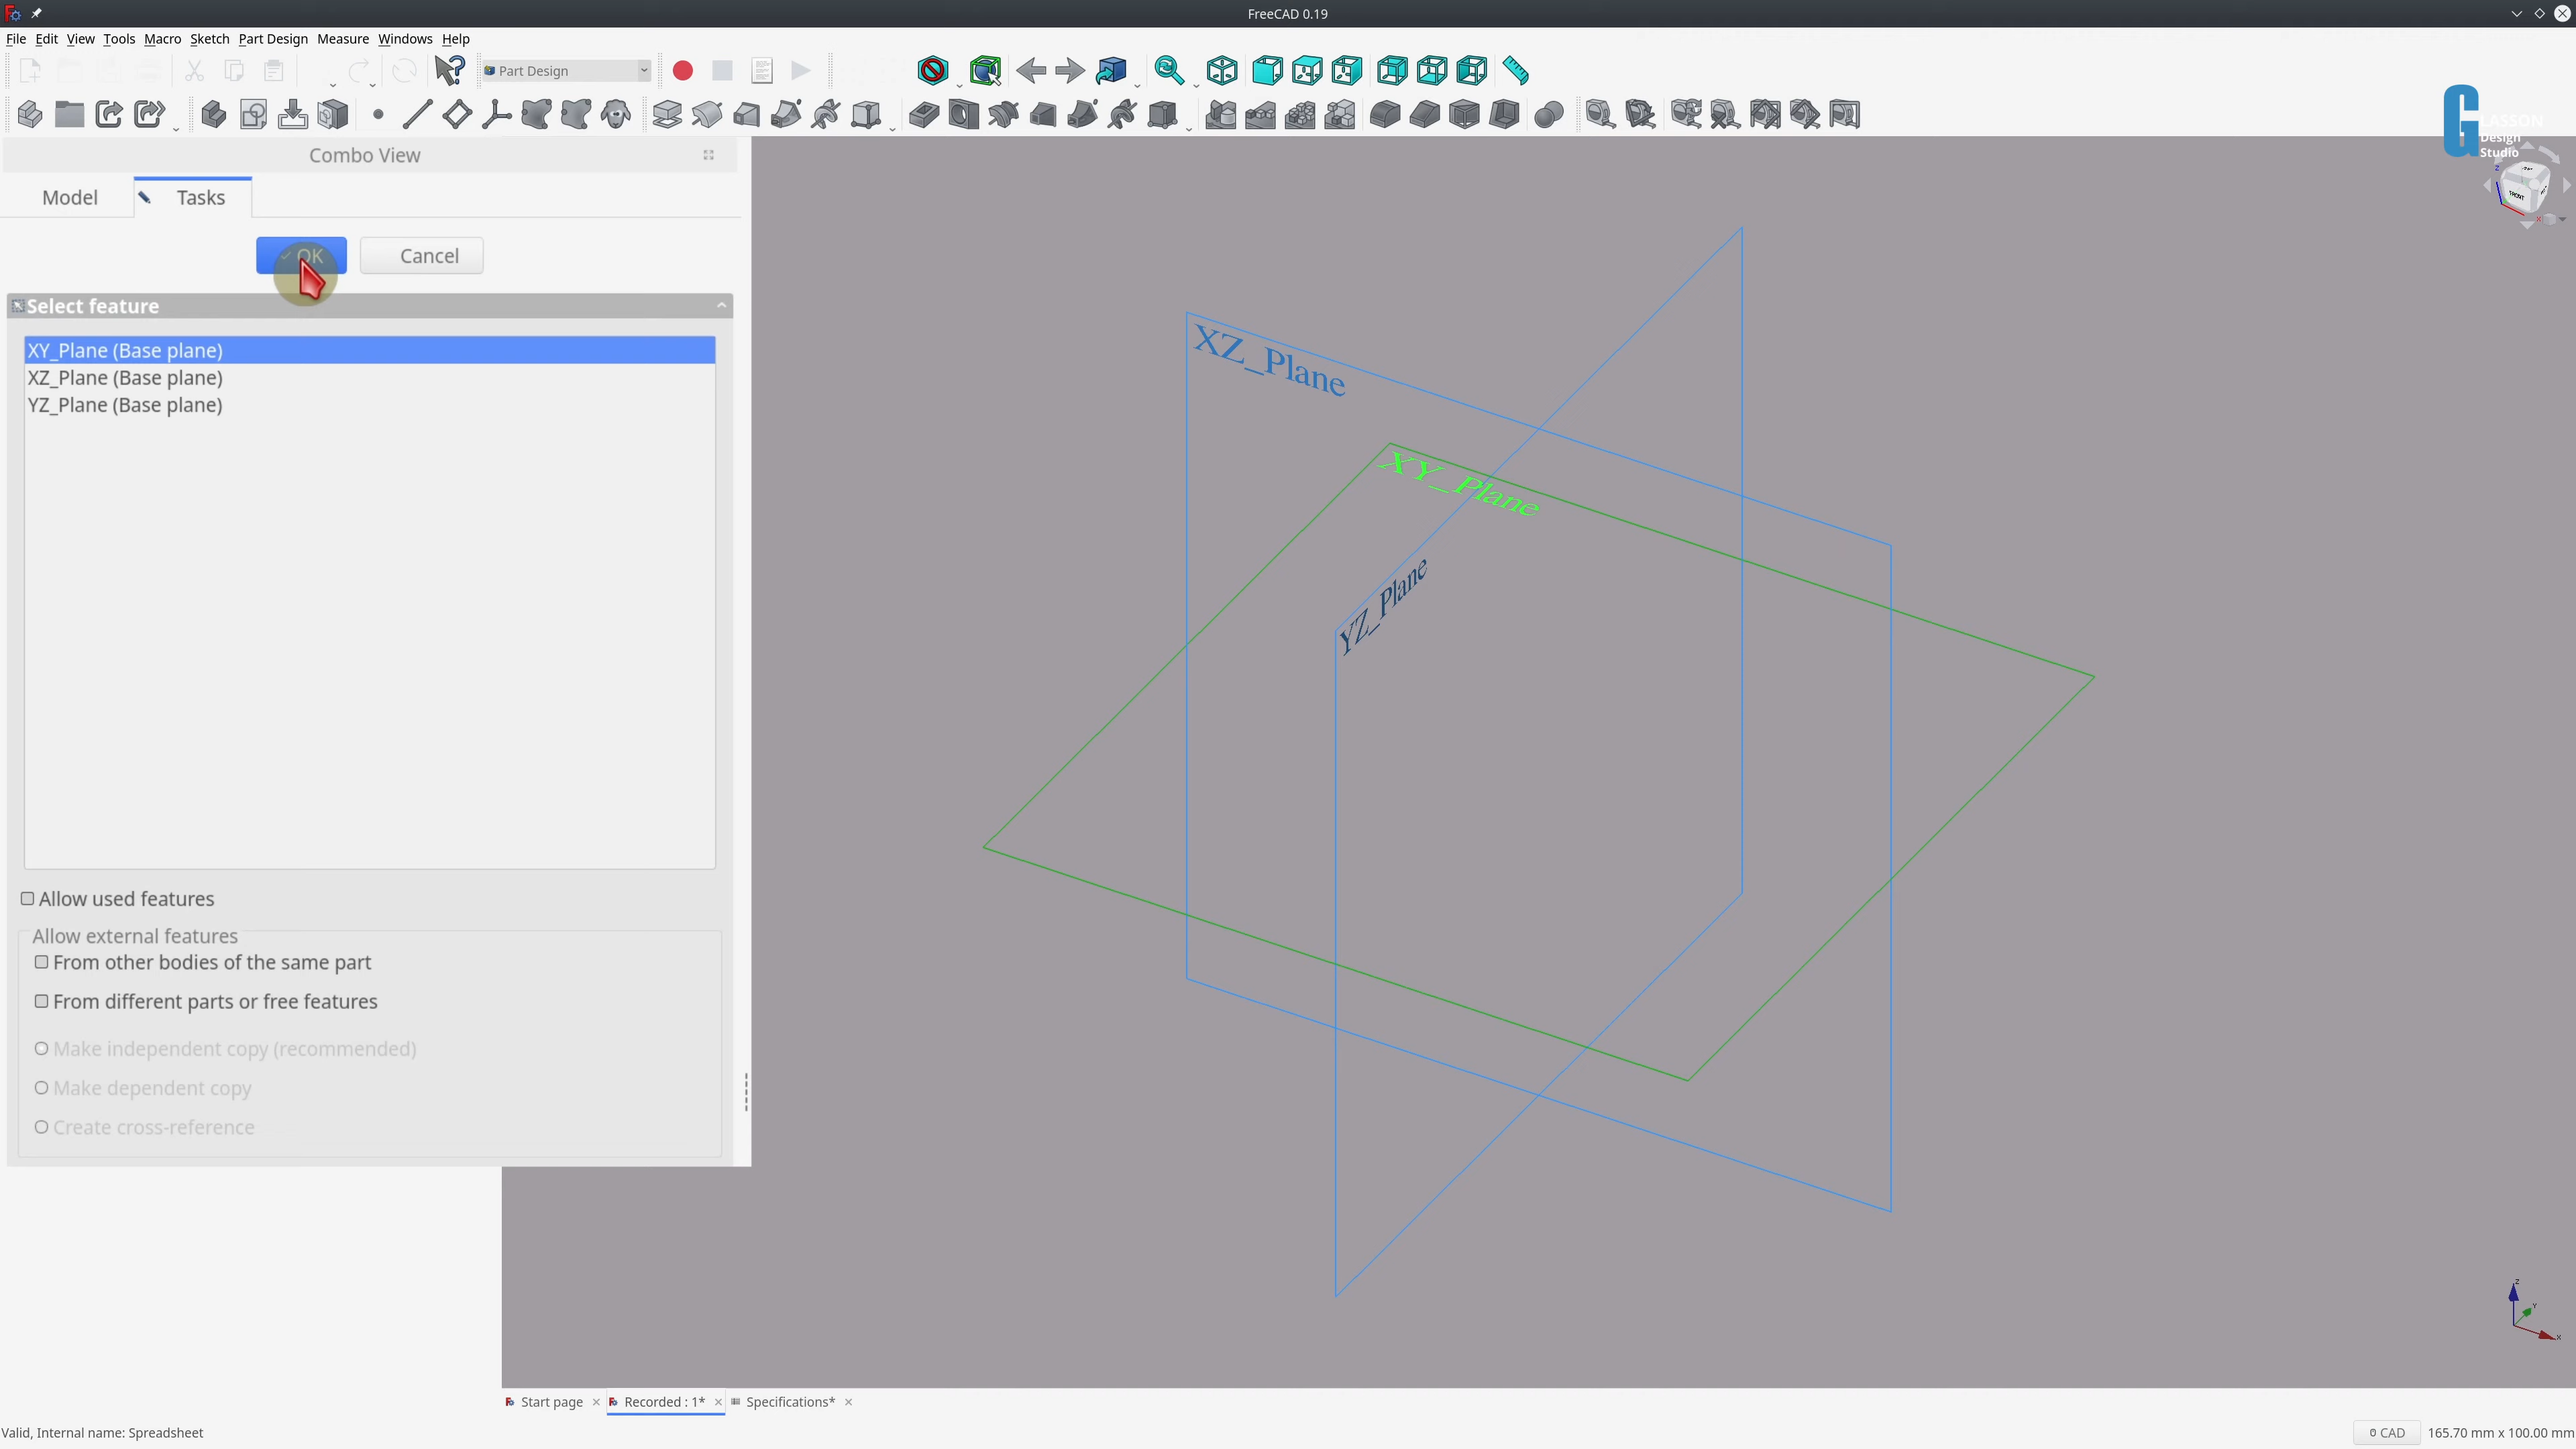 FreeCAD 0.19
File Edit View Tools Macro Sketch Part Design Measure Windows Help
Part Design
GLASSON
Design
Studio
Combo View
Model
Tasks
OK
Cancel
Select feature
XY_Plane (Base plane)
XZ_Plane (Base plane)
YZ_Plane (Base plane)
Allow used features
Allow external features
From other bodies of the same part
From different parts or free features
Make independent copy (recommended)
Make dependent copy
Create cross-reference
XZ_Plane
XY_Plane
YZ_Plane
FRONT
Z
X
Z
Y
X
Start page
Recorded : 1*
Specifications*
Valid, Internal name: Spreadsheet
CAD
165.70 mm x 100.00 mm